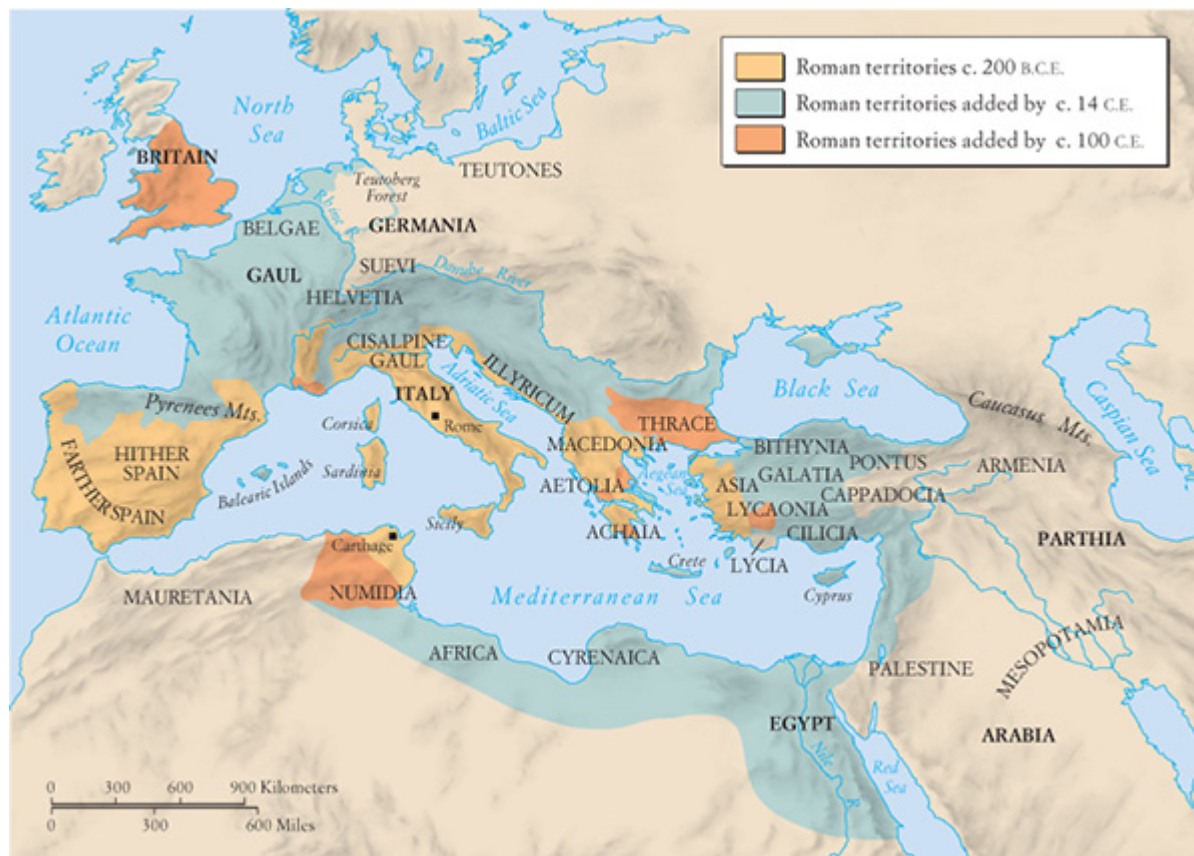 Roman territories c. 200 B.C.E.
Roman territories added by c. 14 C.E.
Roman territories added by c. 100 C.E.
North
Sea
Baltic Sea
BRITAIN
TEUTONES
Teutoberg
Forest
Rhine
GERMANIA
BELGAE
SUEVI
Danube River
GAUL
HELVETIA
Atlantic
Ocean
CISALPINE
GAUL
ILLYRICUM
Adriatic Sea
ITALY
Rome
Black Sea
Caucasus Mts.
Caspian Sea
Pyrenees Mts.
Corsica
THRACE
MACEDONIA
BITHYNIA
HITHER
SPAIN
FARTHER SPAIN
Balearic Islands
Sardinia
AETOLIA
Aegean
Sea
ASIA
GALATIA
PONTUS
ARMENIA
CAPPADOCIA
LYCAONIA
Sicily
ACHAIA
CILICIA
PARTHIA
Carthage
Crete
LYCIA
Cyprus
MAURETANIA
NUMIDIA
Mediterranean Sea
MESOPOTAMIA
AFRICA
CYRENAICA
PALESTINE
EGYPT
ARABIA
Nile
Red
Sea
0 300 600 900 Kilometers
0 300 600 Miles